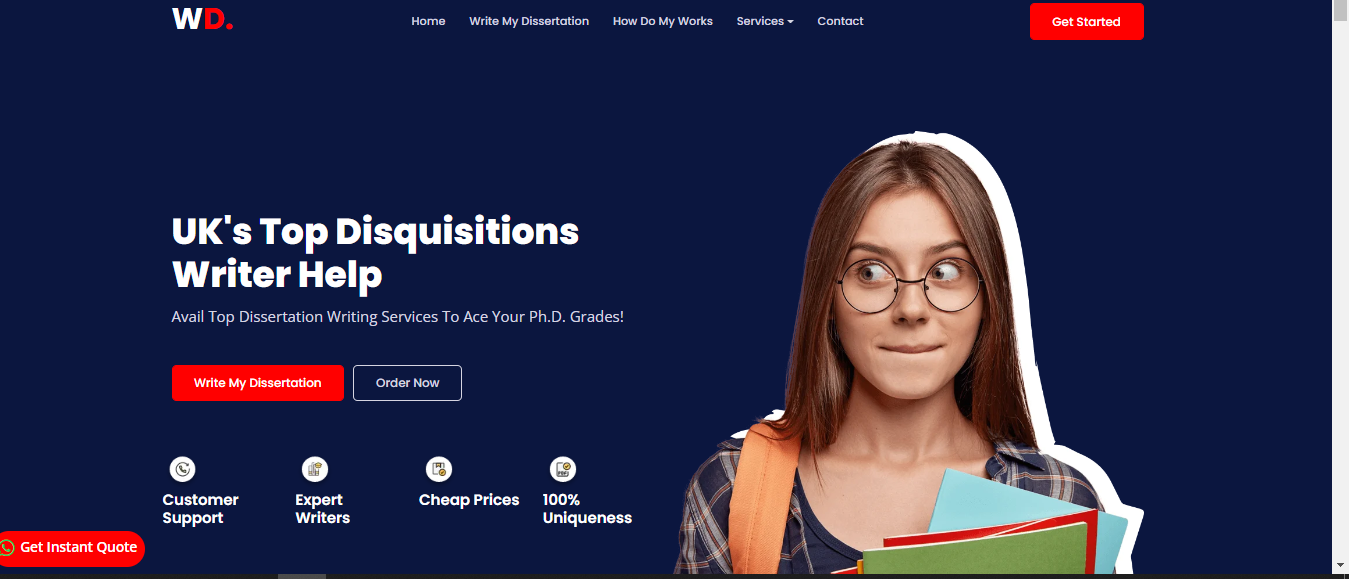 WD.
Home
Write My Dissertation
How Do My Works
Services
Contact
Get Started
UK's Top Disquisitions
Writer Help
Avail Top Dissertation Writing Services To Ace Your Ph.D. Grades!
Write My Dissertation
Order Now
Customer
Support
Expert
Writers
Cheap Prices
100%
Uniqueness
Get Instant Quote